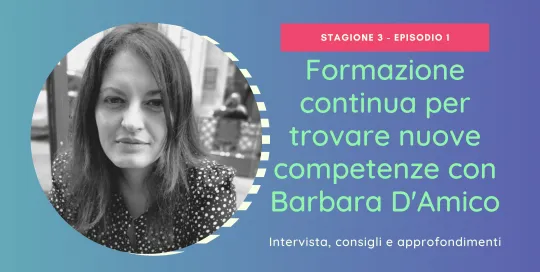 STAGIONE 3 - EPISODIO 1
Formazione
continua per
trovare nuove
competenze con
Barbara D'Amico
Intervista, consigli e approfondimenti